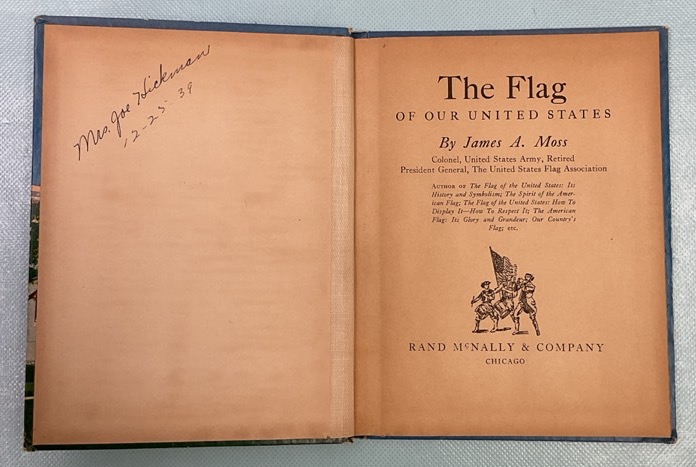 Mrs. Joe Hickman
12-25-39
The Flag
OF OUR UNITED STATES
By James A. Moss
Colonel, United States Army, Retired
President General, The United States Flag Association
Author of The Flag of the United States: Its
History and Symbolism; The Spirit of the Amer-
ican Flag; The Flag of the United States: How To
Display It—How To Respect It; The American
Flag: Its Glory and Grandeur; Our Country's
Flag; etc.
RAND McNALLY & COMPANY
CHICAGO